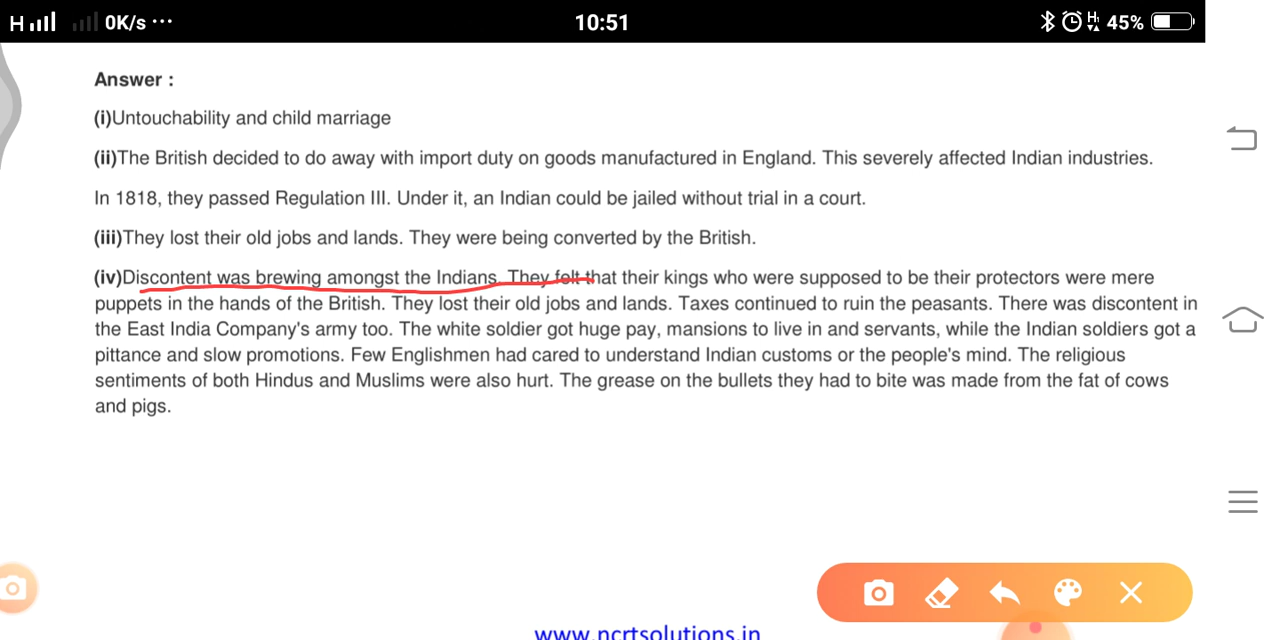 H 0K/s ··· 10:51 45%
Answer :
(i)Untouchability and child marriage
(ii)The British decided to do away with import duty on goods manufactured in England. This severely affected Indian industries.
In 1818, they passed Regulation III. Under it, an Indian could be jailed without trial in a court.
(iii)They lost their old jobs and lands. They were being converted by the British.
(iv)Discontent was brewing amongst the Indians. They felt that their kings who were supposed to be their protectors were mere
puppets in the hands of the British. They lost their old jobs and lands. Taxes continued to ruin the peasants. There was discontent in
the East India Company's army too. The white soldier got huge pay, mansions to live in and servants, while the Indian soldiers got a
pittance and slow promotions. Few Englishmen had cared to understand Indian customs or the people's mind. The religious
sentiments of both Hindus and Muslims were also hurt. The grease on the bullets they had to bite was made from the fat of cows
and pigs.
www.ncrtsolutions.in